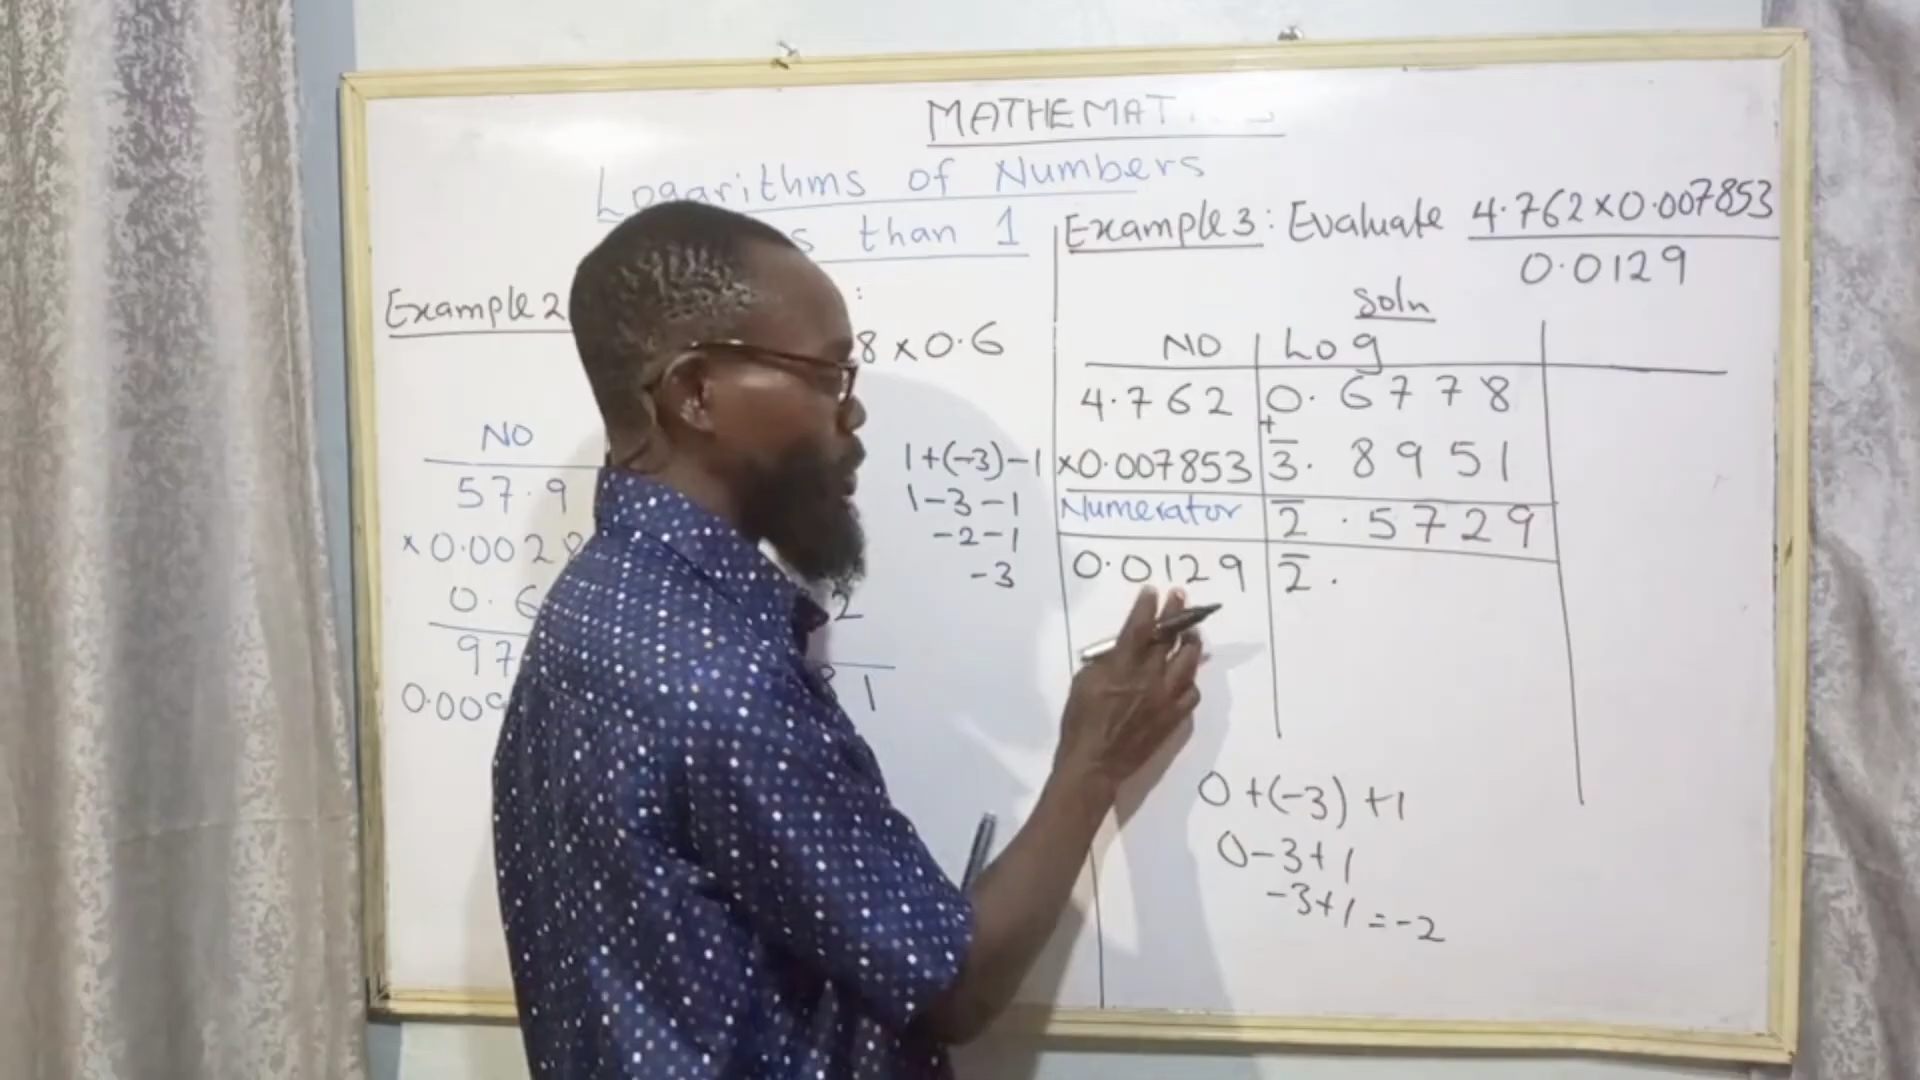 MATHEMAT
Logarithms of Numbers
s than 1
Example 2
8 × 0.6
NO
57.9
×0.0028
0.6
97
0.009
2
81
1+(-3)-1
1-3-1
-2-1
-3
Example 3: Evaluate 4.762×0.007853
0.0129
Soln
NO Log
4.762 0.6778
+
×0.007853 3̅.8951
Numerator 2̅.5729
0.0129 2̅.
0+(-3)+1
0-3+1
-3+1=-2